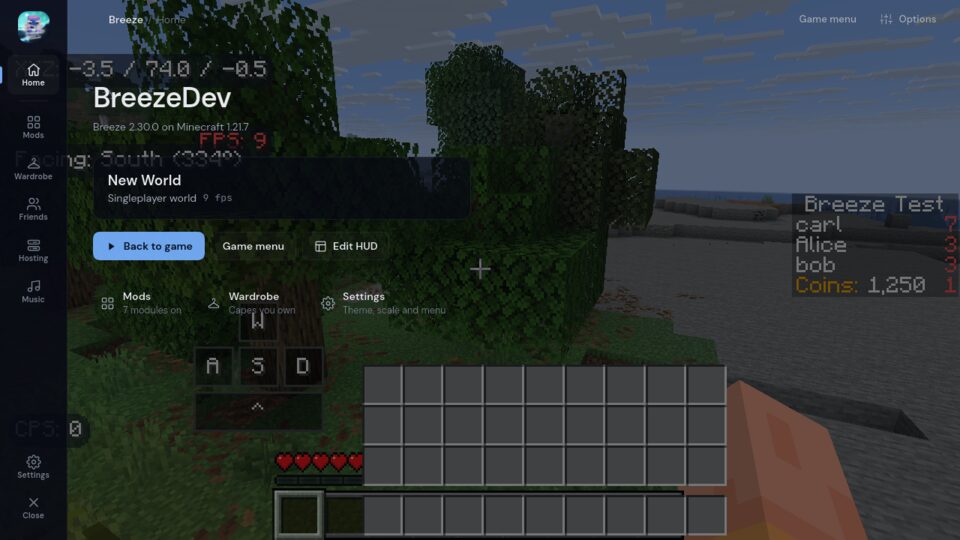 Breeze / Home
Game menu
Options
XYZ: -3.5 / 74.0 / -0.5
Home
BreezeDev
Breeze 2.30.0 on Minecraft 1.21.7
FPS: 9
Mods
Facing: South (334°)
Wardrobe
New World
Singleplayer world 9 fps
Friends
Breeze Test
carl 7
Alice 3
bob 3
Coins: 1,250 1
Hosting
Back to game
Game menu
Edit HUD
Music
Mods
7 modules on
Wardrobe
Capes you own
Settings
Theme, scale and menu
W
A S D
^
CPS: 0
Settings
Close